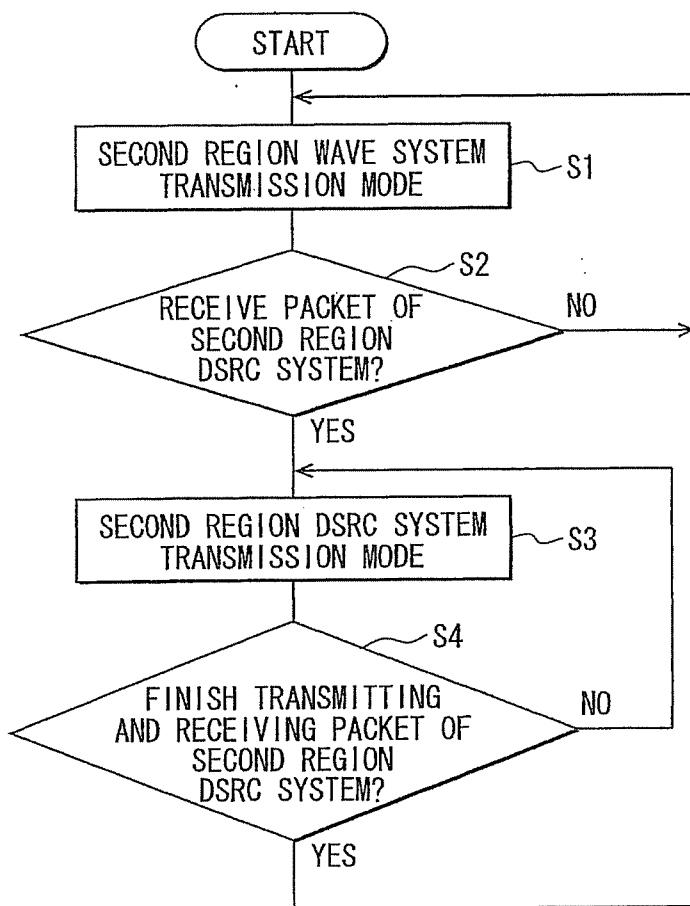 START
SECOND REGION WAVE SYSTEM
TRANSMISSION MODE
S1
S2
RECEIVE PACKET OF
SECOND REGION
DSRC SYSTEM?
NO
YES
SECOND REGION DSRC SYSTEM
TRANSMISSION MODE
S3
S4
FINISH TRANSMITTING
AND RECEIVING PACKET OF
SECOND REGION
DSRC SYSTEM?
NO
YES